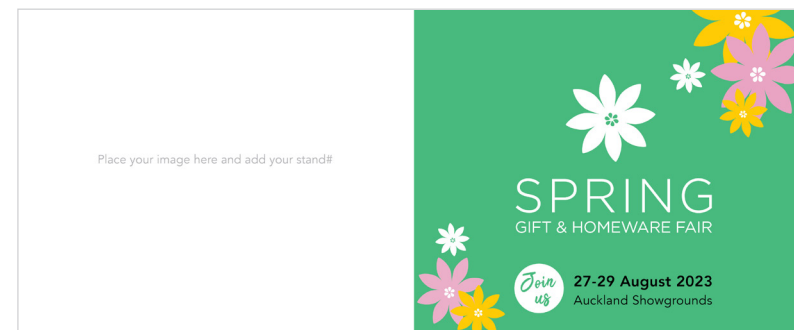 Place your image here and add your stand#
SPRING
GIFT & HOMEWARE FAIR
Join
us
27-29 August 2023
Auckland Showgrounds